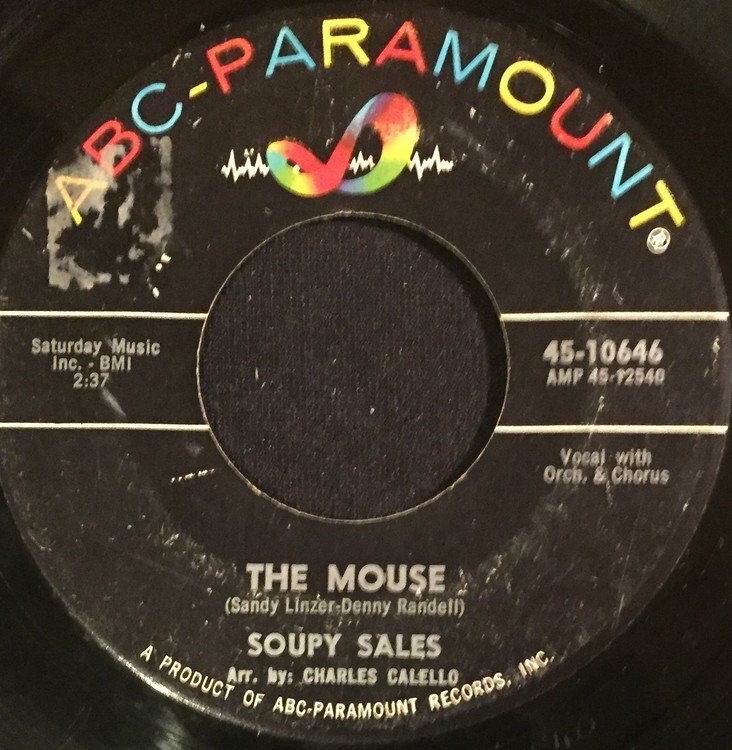 ABC-PARAMOUNT
Saturday Music
Inc. - BMI
2:37
45-10646
AMP 45-12540
Vocal with
Orch. & Chorus
THE MOUSE
(Sandy Linzer-Denny Randell)
SOUPY SALES
Arr. by: CHARLES CALELLO
A PRODUCT OF ABC-PARAMOUNT RECORDS, INC.